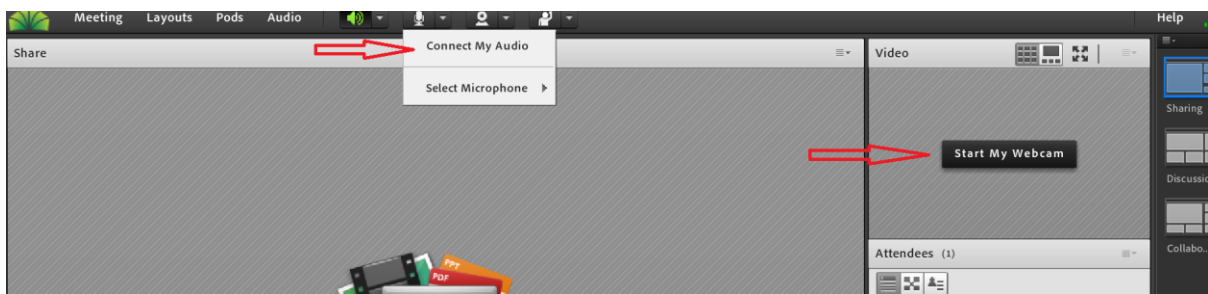 Meeting Layouts Pods Audio Help
Connect My Audio
Select Microphone
Share
Video
Start My Webcam
Attendees (1)
Sharing
Discussio
Collabo..
PPT
PDF